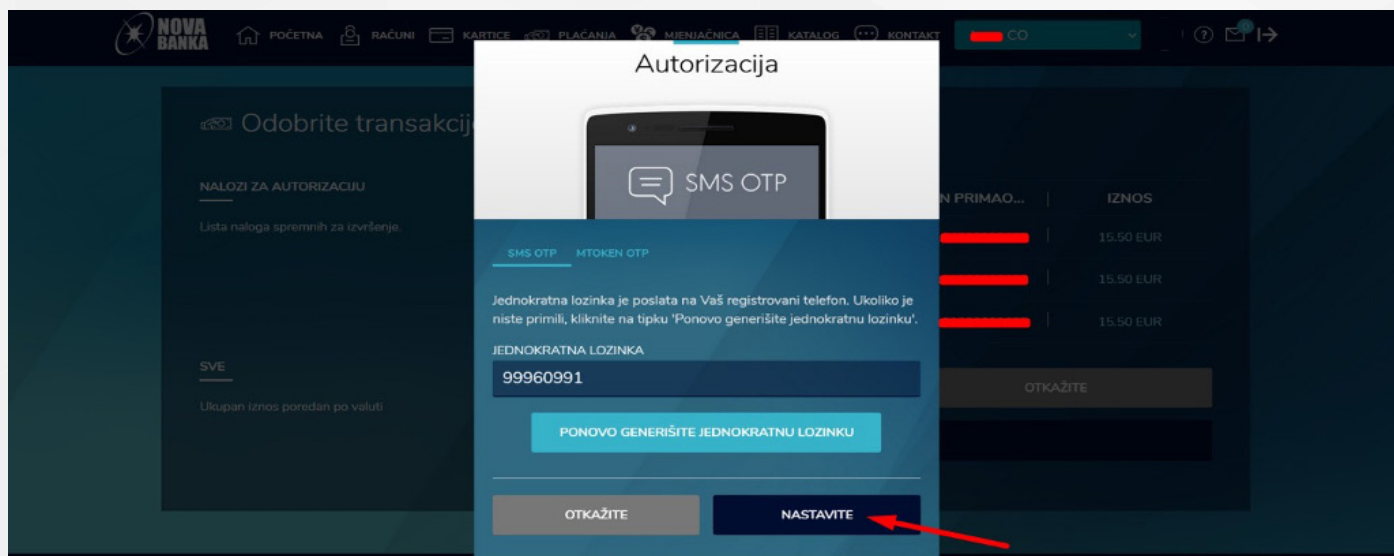 NOVA BANKA
POČETNA RAČUNI KARTICE PLAĆANJA MJENJAČNICA KATALOG KONTAKT CO
Autorizacija
Odobrite transakcij
SMS OTP
NALOZI ZA AUTORIZACIJU
N PRIMAO... IZNOS
Lista naloga spremnih za izvršenje.
15.50 EUR
15.50 EUR
15.50 EUR
SMS OTP MTOKEN OTP
Jednokratna lozinka je poslata na Vaš registrovani telefon. Ukoliko je
niste primili, kliknite na tipku 'Ponovo generišite jednokratnu lozinku'.
JEDNOKRATNA LOZINKA
99960991
SVE
Ukupan iznos poredan po valuti
OTKAŽITE
PONOVO GENERIŠITE JEDNOKRATNU LOZINKU
OTKAŽITE NASTAVITE